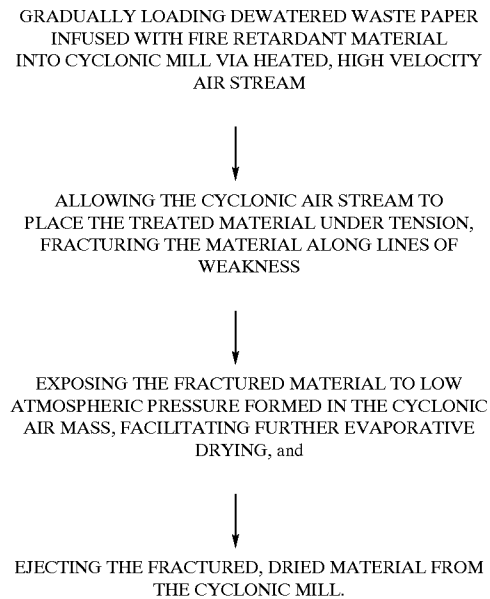 GRADUALLY LOADING DEWATERED WASTE PAPER
INFUSED WITH FIRE RETARDANT MATERIAL
INTO CYCLONIC MILL VIA HEATED, HIGH VELOCITY
AIR STREAM
ALLOWING THE CYCLONIC AIR STREAM TO
PLACE THE TREATED MATERIAL UNDER TENSION,
FRACTURING THE MATERIAL ALONG LINES OF
WEAKNESS
EXPOSING THE FRACTURED MATERIAL TO LOW
ATMOSPHERIC PRESSURE FORMED IN THE CYCLONIC
AIR MASS, FACILITATING FURTHER EVAPORATIVE
DRYING, and
EJECTING THE FRACTURED, DRIED MATERIAL FROM
THE CYCLONIC MILL.